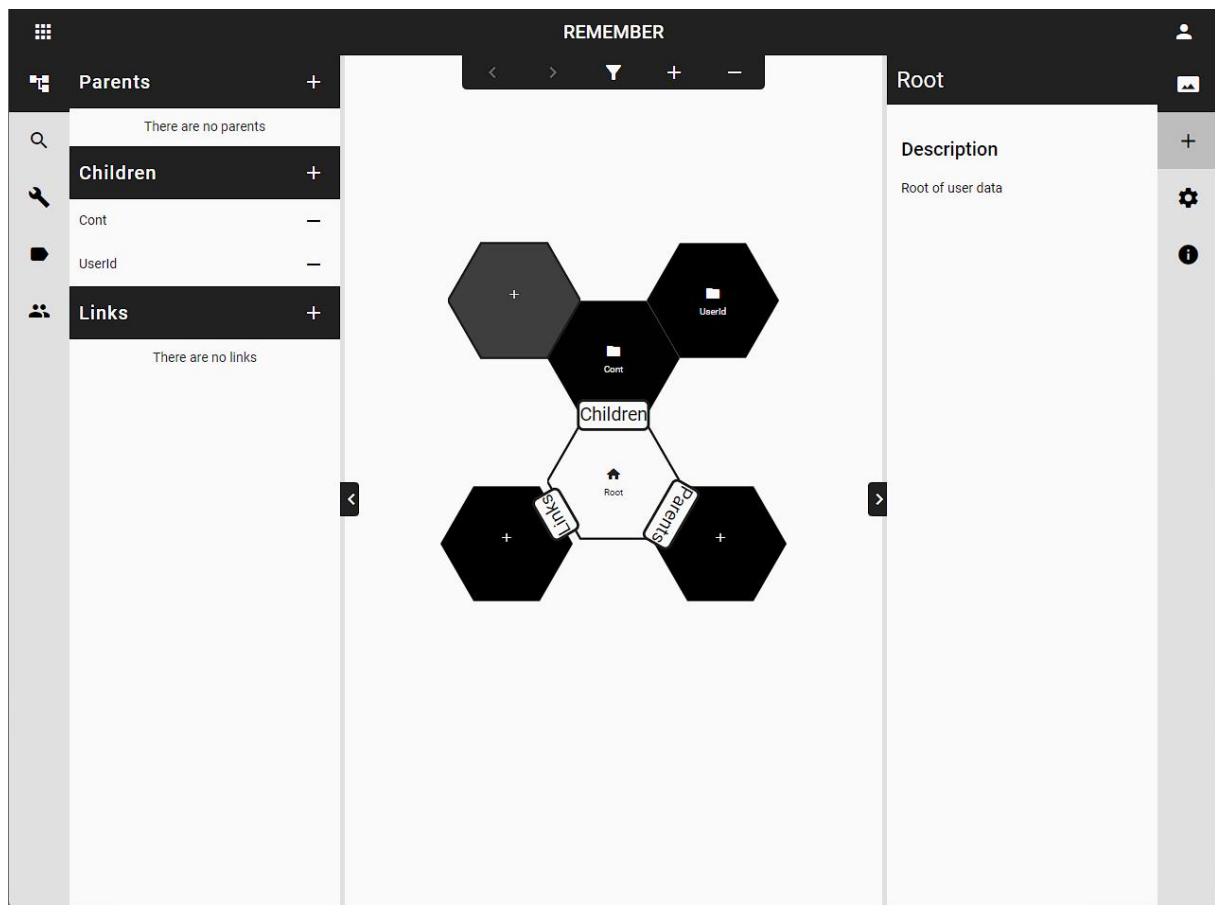 REMEMBER
Parents
There are no parents
Children
Cont
UserId
Links
There are no links
UserId
Cont
Children
Root
Links
Parents
Root
Description
Root of user data